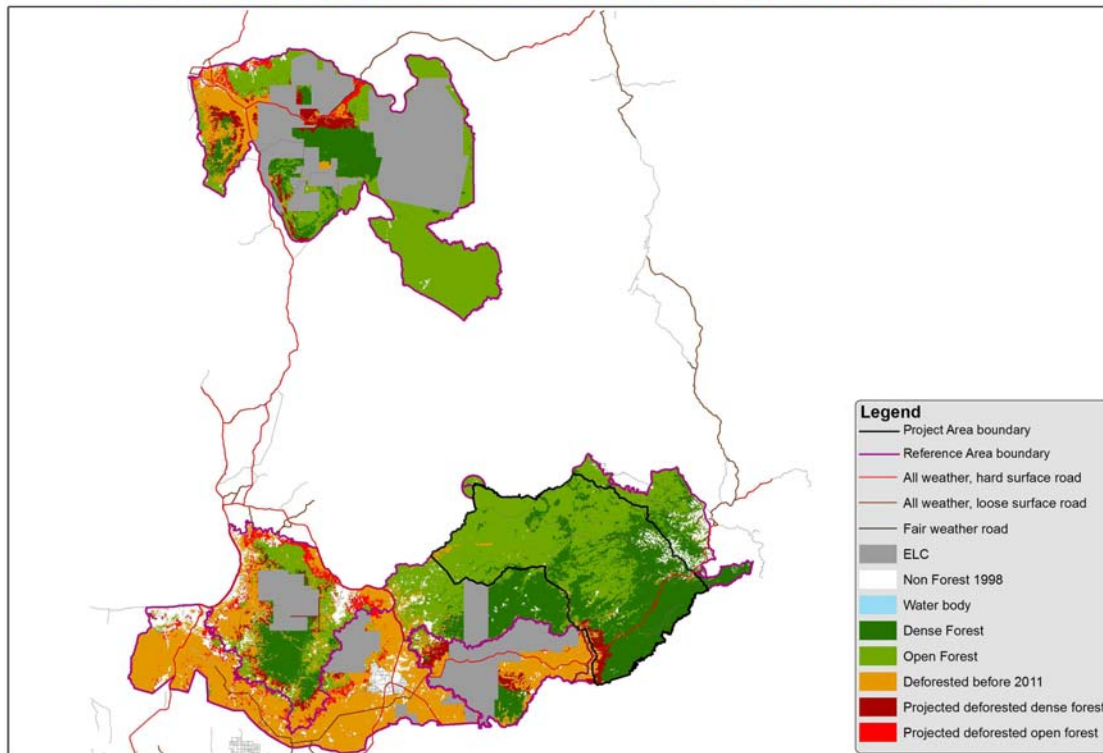 Legend
Project Area boundary
Reference Area boundary
All weather, hard surface road
All weather, loose surface road
Fair weather road
ELC
Non Forest 1998
Water body
Dense Forest
Open Forest
Deforested before 2011
Projected deforested dense forest
Projected deforested open forest